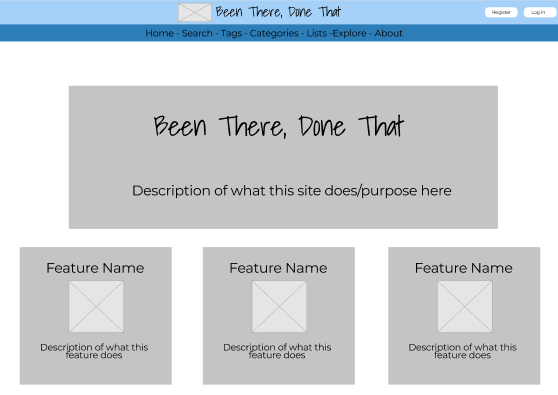 Been There, Done That
Register
Log In
Home - Search - Tags - Categories - Lists -Explore - About
Been There, Done That
Description of what this site does/purpose here
Feature Name
Description of what this
feature does
Feature Name
Description of what this
feature does
Feature Name
Description of what this
feature does